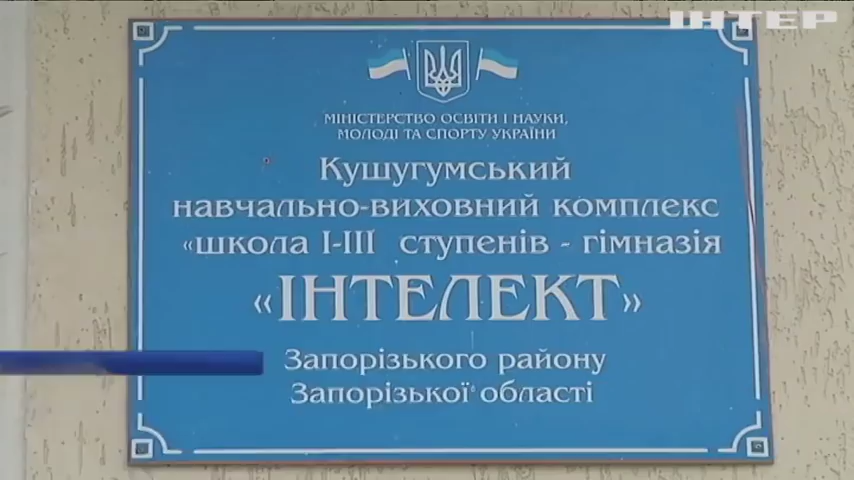 ІНТЕР
МІНІСТЕРСТВО ОСВІТИ І НАУКИ,
МОЛОДІ ТА СПОРТУ УКРАЇНИ
Кушугумський
навчально-виховний комплекс
«школа І-ІІІ ступенів - гімназія
«ІНТЕЛЕКТ»
Запорізького району
Запорізької області